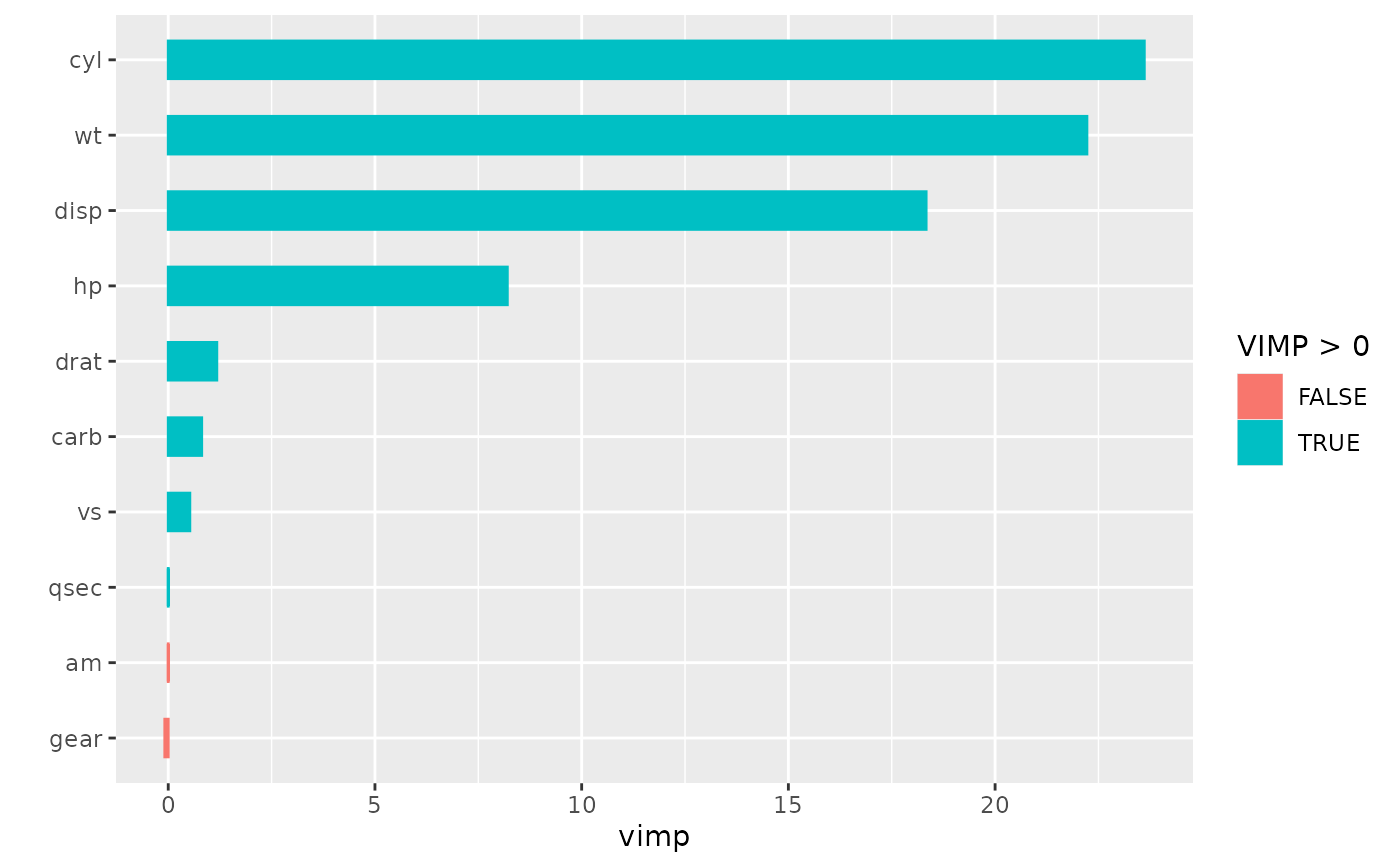 cyl
wt
disp
hp
drat
carb
vs
qsec
am
gear
0 5 10 15 20
vimp
VIMP > 0
FALSE
TRUE